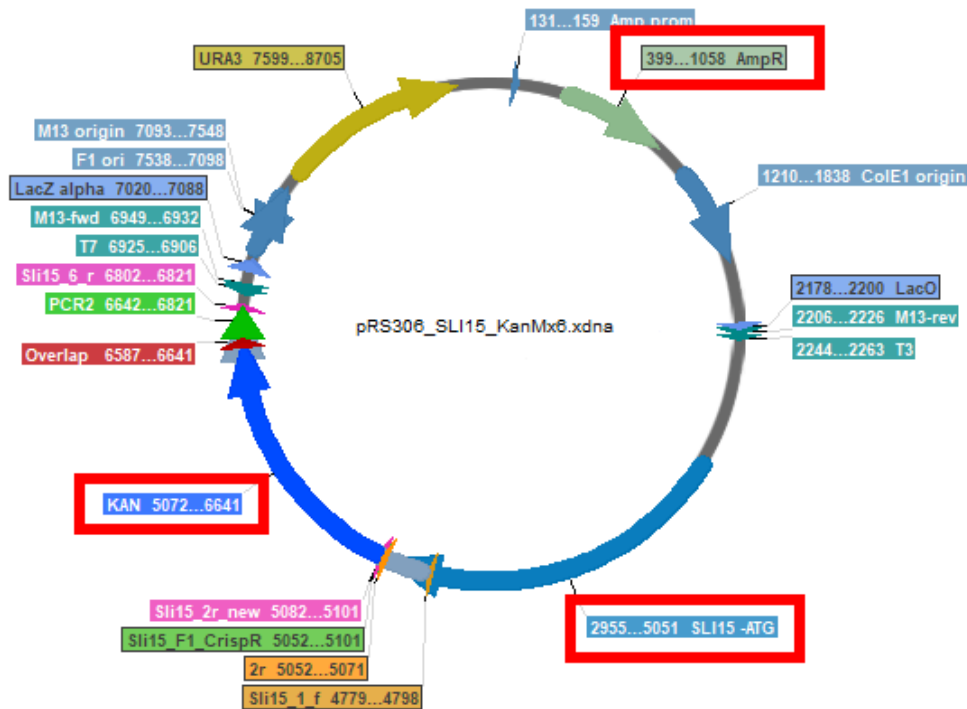 131...159 Amp prom
URA3 7599...8705
399...1058 AmpR
M13 origin 7093...7548
F1 ori 7538...7098
LacZ alpha 7020...7088
M13-fwd 6949...6932
T7 6925...6906
Sli15_6_r 6802...6821
PCR2 6642...6821
Overlap 6587...6641
1210...1838 ColE1 origin
2178...2200 LacO
2206...2226 M13-rev
2244...2263 T3
pRS306_SLI15_KanMx6.xdna
KAN 5072...6641
Sli15_2r_new 5082...5101
Sli15_F1_CrispR 5052...5101
2r 5052...5071
Sli15_1_f 4779...4798
2955...5051 SLI15 -ATG